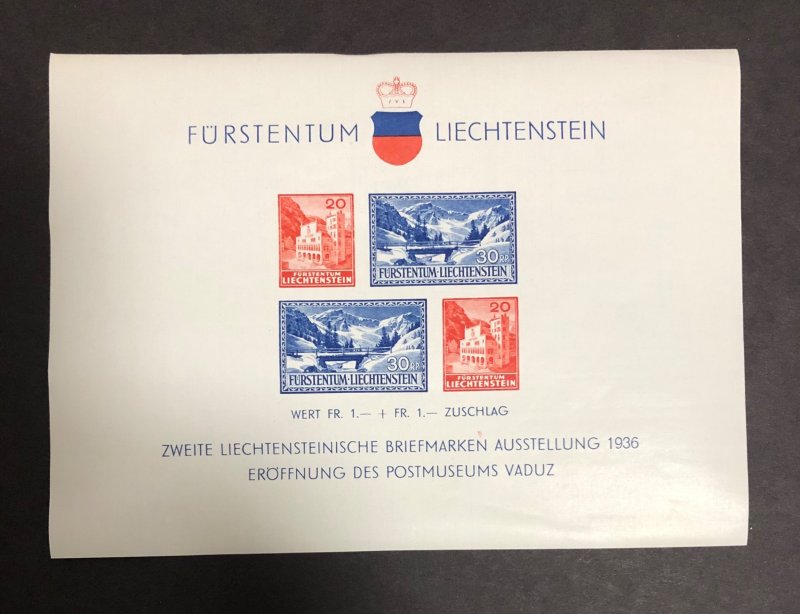 FÜRSTENTUM LIECHTENSTEIN
20
FÜRSTENTUM
LIECHTENSTEIN
30 RP.
FÜRSTENTUM·LIECHTENSTEIN
30 RP.
FÜRSTENTUM·LIECHTENSTEIN
20
FÜRSTENTUM
LIECHTENSTEIN
WERT FR. 1.— + FR. 1.— ZUSCHLAG
ZWEITE LIECHTENSTEINISCHE BRIEFMARKEN AUSSTELLUNG 1936
ERÖFFNUNG DES POSTMUSEUMS VADUZ